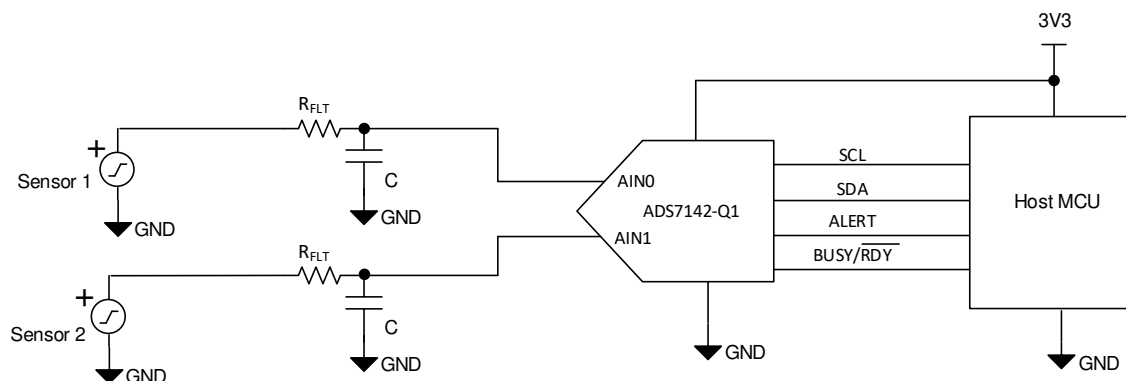 3V3
R_FLT
SCL
+
AIN0
Sensor 1
C
SDA
ADS7142-Q1
Host MCU
GND
GND
ALERT
AIN1
R_FLT
BUSY/R̅D̅Y̅
+
Sensor 2
C
GND
GND
GND
GND